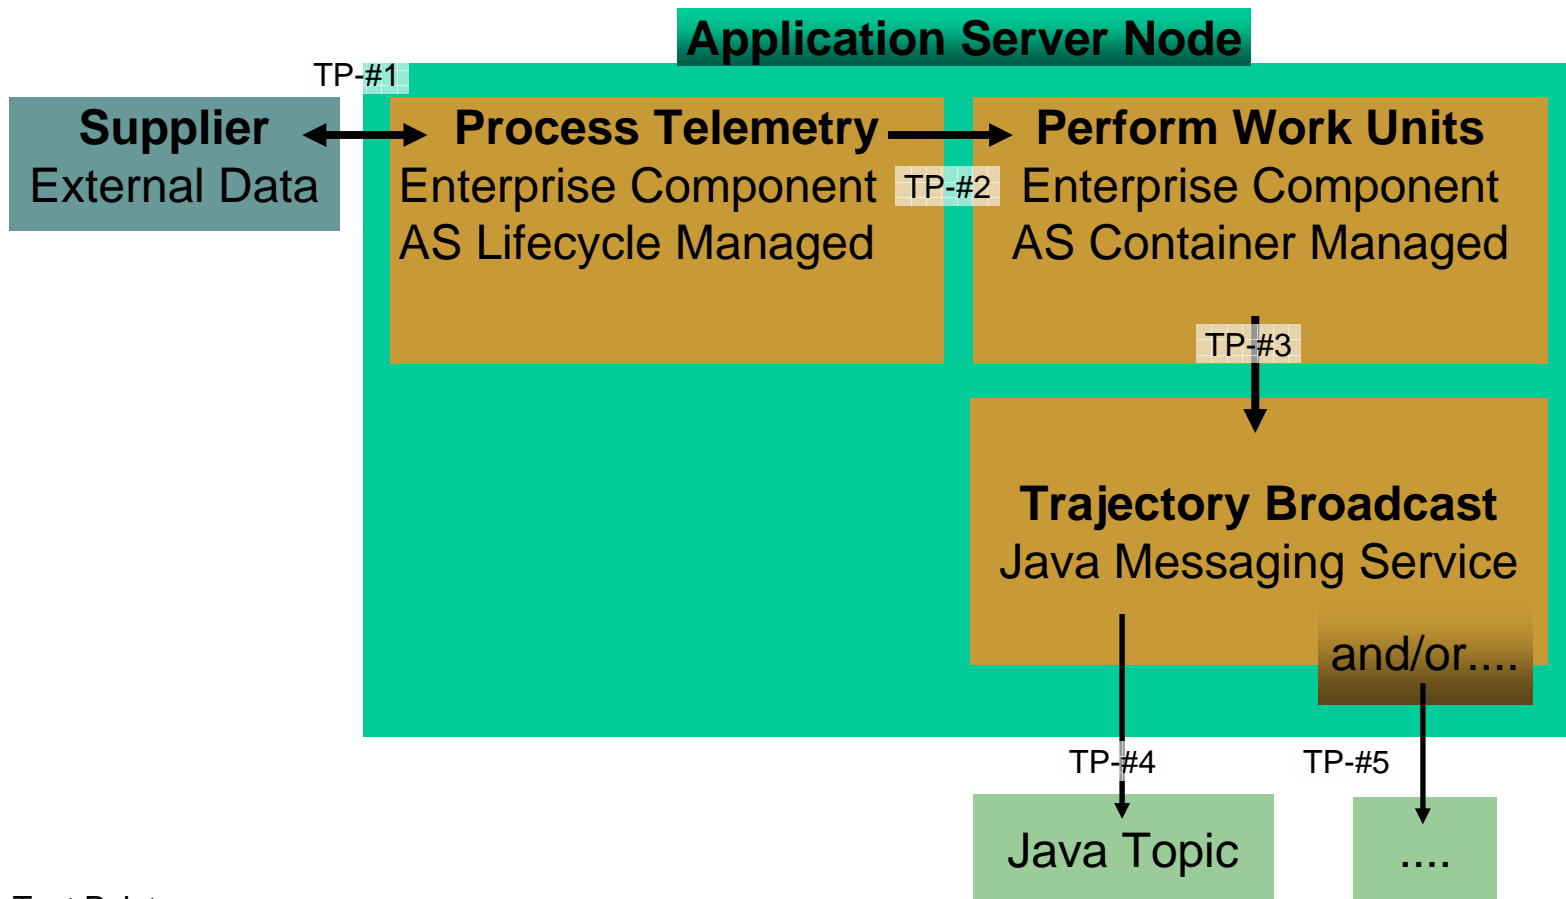 Application Server Node
TP-#1
Supplier
External Data
Process Telemetry
Enterprise Component
AS Lifecycle Managed
TP-#2
Perform Work Units
Enterprise Component
AS Container Managed
TP-#3
Trajectory Broadcast
Java Messaging Service
and/or....
TP-#4
TP-#5
Java Topic
....